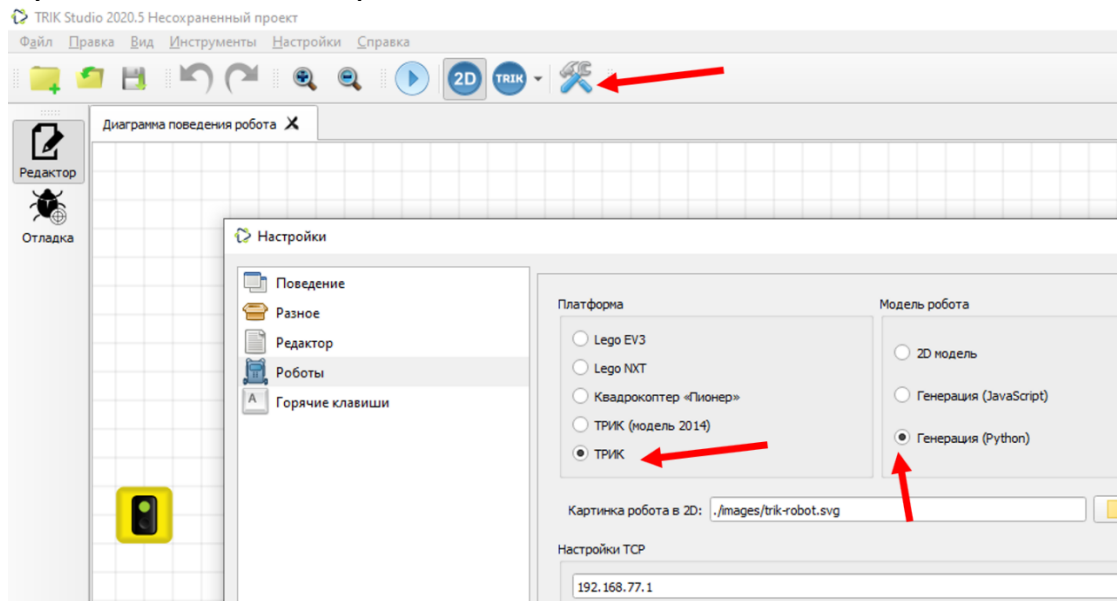 TRIK Studio 2020.5 Несохраненный проект
Файл Правка Вид Инструменты Настройки Справка
2D TRIK
Диаграмма поведения робота
Редактор
Отладка
Настройки
Поведение
Разное
Редактор
Роботы
A Горячие клавиши
Платформа
Lego EV3
Lego NXT
Квадрокоптер «Пионер»
ТРИК (модель 2014)
ТРИК
Модель робота
2D модель
Генерация (JavaScript)
Генерация (Python)
Картинка робота в 2D: ./images/trik-robot.svg
Настройки TCP
192.168.77.1